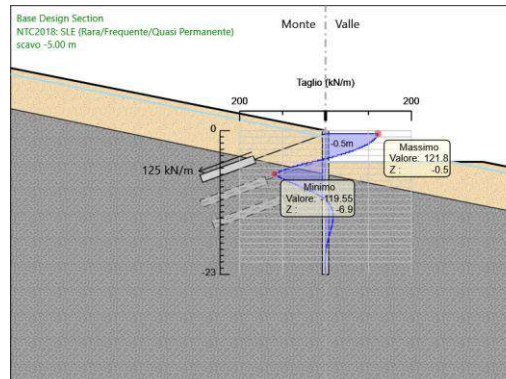 Base Design Section
NTC2018: SLE (Rara/Frequente/Quasi Permanente)
scavo -5.00 m
Monte Valle
Taglio (kN/m)
200 200
0
-0.5m
Massimo
Valore: 121.8
Z : -0.5
125 kN/m
Minimo
Valore: -119.55
Z : -6.9
-23